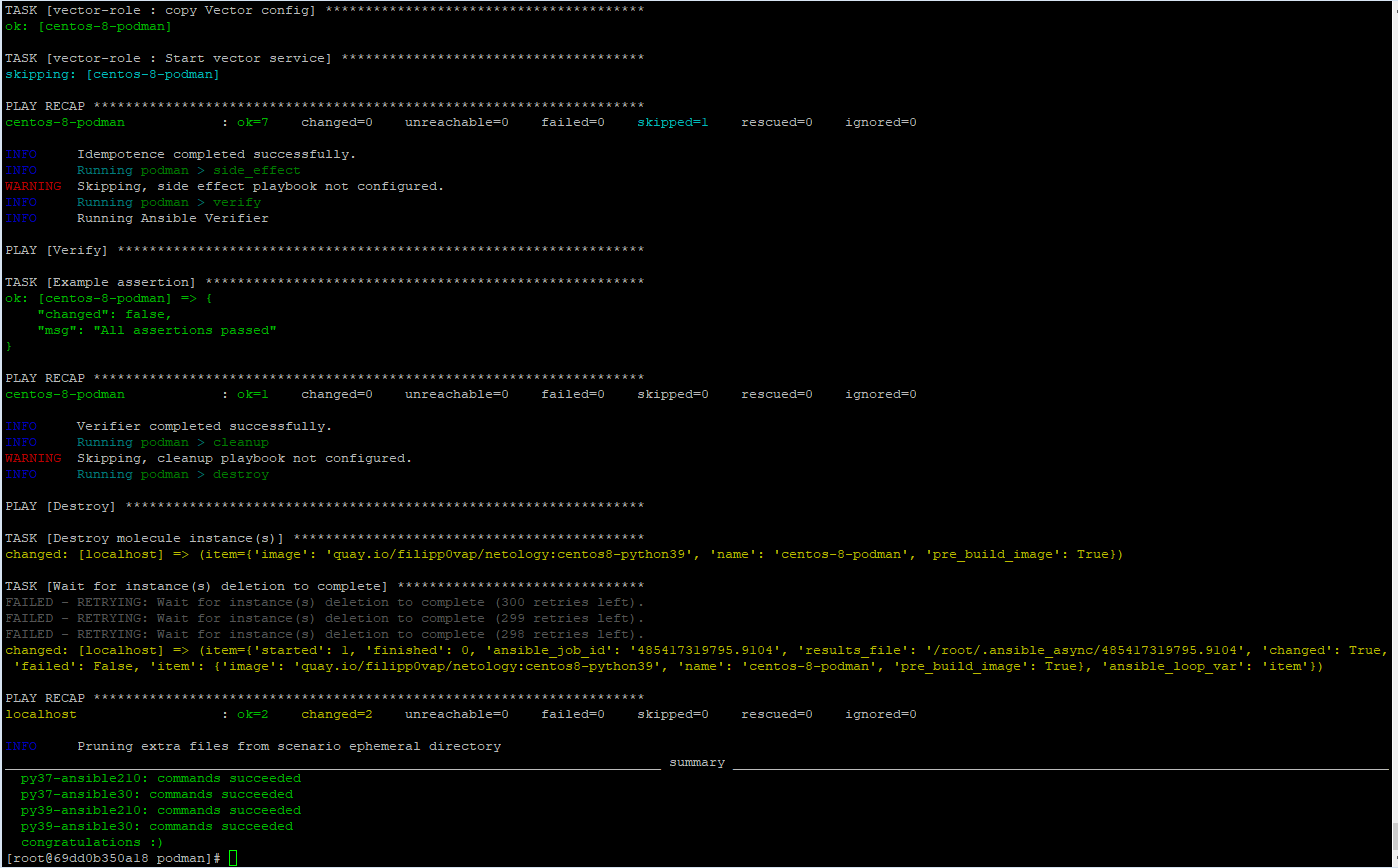 TASK [vector-role : copy Vector config] ****************************************
ok: [centos-8-podman]
TASK [vector-role : Start vector service] **************************************
skipping: [centos-8-podman]
PLAY RECAP *********************************************************************
centos-8-podman            : ok=7    changed=0    unreachable=0    failed=0    skipped=1    rescued=0    ignored=0
INFO     Idempotence completed successfully.
INFO     Running podman > side_effect
WARNING  Skipping, side effect playbook not configured.
INFO     Running podman > verify
INFO     Running Ansible Verifier
PLAY [Verify] ******************************************************************
TASK [Example assertion] *******************************************************
ok: [centos-8-podman] => {
    "changed": false,
    "msg": "All assertions passed"
}
PLAY RECAP *********************************************************************
centos-8-podman            : ok=1    changed=0    unreachable=0    failed=0    skipped=0    rescued=0    ignored=0
INFO     Verifier completed successfully.
INFO     Running podman > cleanup
WARNING  Skipping, cleanup playbook not configured.
INFO     Running podman > destroy
PLAY [Destroy] *****************************************************************
TASK [Destroy molecule instance(s)] ********************************************
changed: [localhost] => (item={'image': 'quay.io/filipp0vap/netology:centos8-python39', 'name': 'centos-8-podman', 'pre_build_image': True})
TASK [Wait for instance(s) deletion to complete] *******************************
FAILED - RETRYING: Wait for instance(s) deletion to complete (300 retries left).
FAILED - RETRYING: Wait for instance(s) deletion to complete (299 retries left).
FAILED - RETRYING: Wait for instance(s) deletion to complete (298 retries left).
changed: [localhost] => (item={'started': 1, 'finished': 0, 'ansible_job_id': '485417319795.9104', 'results_file': '/root/.ansible_async/485417319795.9104', 'changed': True,
 'failed': False, 'item': {'image': 'quay.io/filipp0vap/netology:centos8-python39', 'name': 'centos-8-podman', 'pre_build_image': True}, 'ansible_loop_var': 'item'})
PLAY RECAP *********************************************************************
localhost                  : ok=2    changed=2    unreachable=0    failed=0    skipped=0    rescued=0    ignored=0
INFO     Pruning extra files from scenario ephemeral directory
summary
  py37-ansible210: commands succeeded
  py37-ansible30: commands succeeded
  py39-ansible210: commands succeeded
  py39-ansible30: commands succeeded
  congratulations :)
[root@69dd0b350a18 podman]#